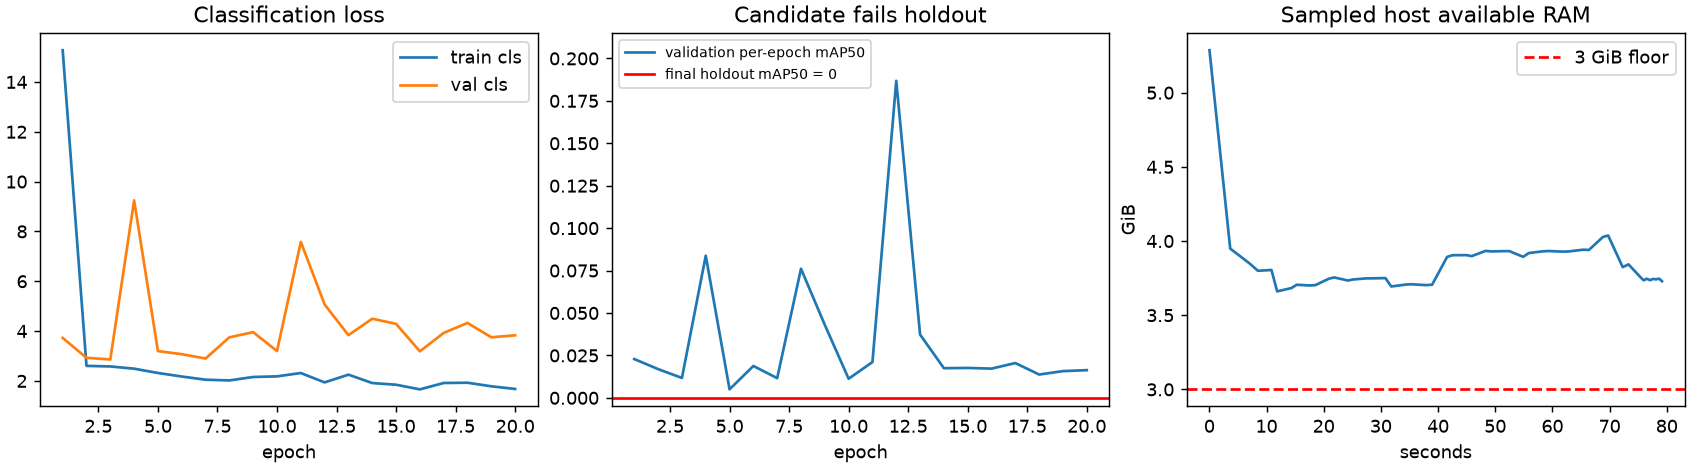 Classification loss
train cls
val cls
14
12
10
8
6
4
2
2.5 5.0 7.5 10.0 12.5 15.0 17.5 20.0
epoch
Candidate fails holdout
validation per-epoch mAP50
final holdout mAP50 = 0
0.200
0.175
0.150
0.125
0.100
0.075
0.050
0.025
0.000
2.5 5.0 7.5 10.0 12.5 15.0 17.5 20.0
epoch
Sampled host available RAM
3 GiB floor
GiB
5.0
4.5
4.0
3.5
3.0
0 10 20 30 40 50 60 70 80
seconds